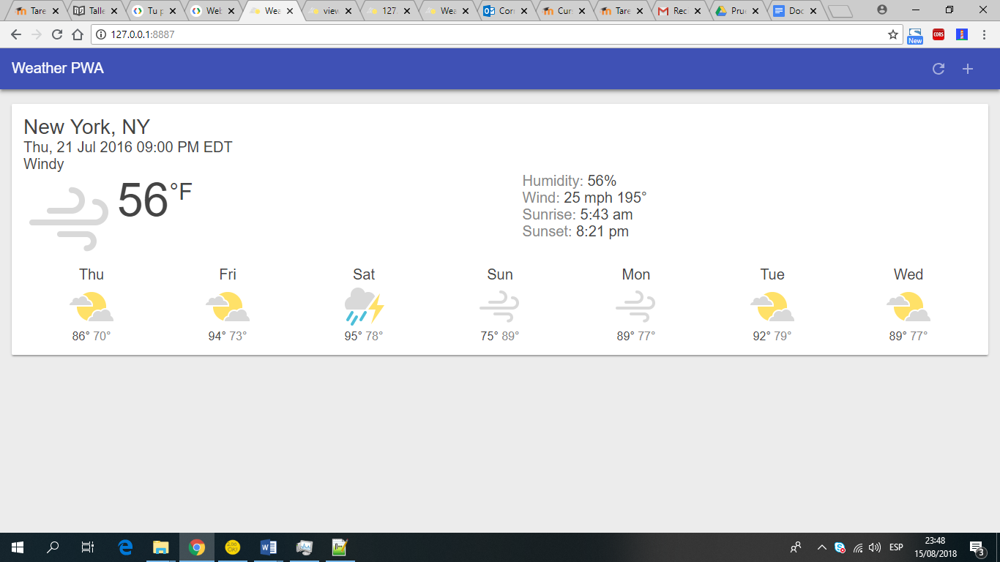 Tare Talle Tu p Web Wea view 127. Wea Corr Curs Tare Rec Prue Doc
127.0.0.1:8887
New
CORS
Weather PWA
New York, NY
Thu, 21 Jul 2016 09:00 PM EDT
Windy
56°F
Humidity: 56%
Wind: 25 mph 195°
Sunrise: 5:43 am
Sunset: 8:21 pm
Thu Fri Sat Sun Mon Tue Wed
86° 70° 94° 73° 95° 78° 75° 89° 89° 77° 92° 79° 89° 77°
ESP
23:48
15/08/2018
3